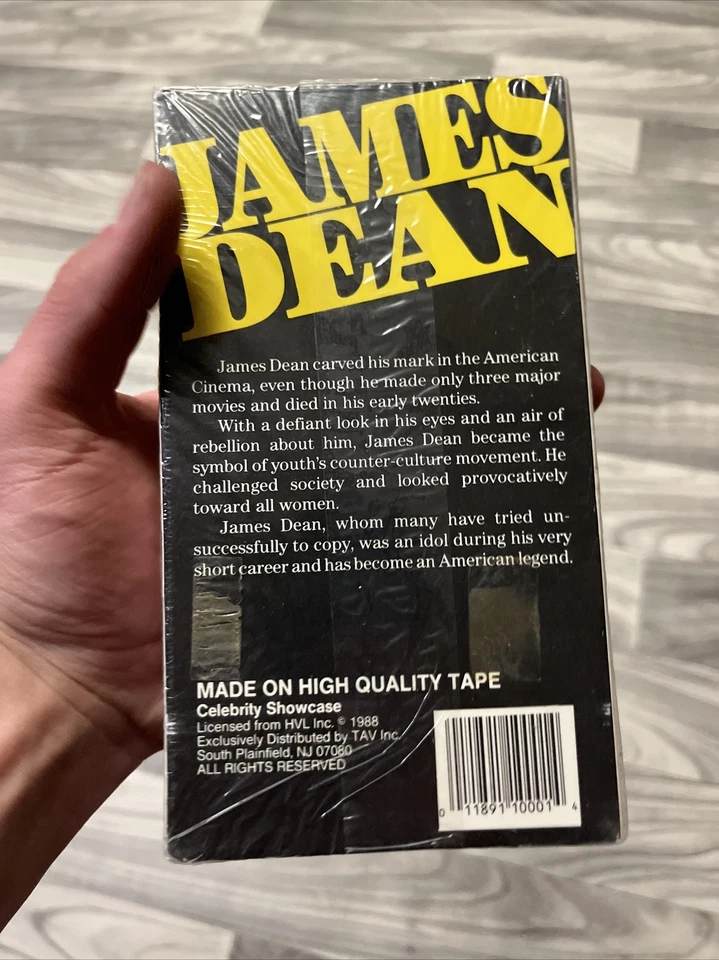 JAMES
DEAN
James Dean carved his mark in the American
Cinema, even though he made only three major
movies and died in his early twenties.
With a defiant look in his eyes and an air of
rebellion about him, James Dean became the
symbol of youth's counter-culture movement. He
challenged society and looked provocatively
toward all women.
James Dean, whom many have tried un-
successfully to copy, was an idol during his very
short career and has become an American legend.
MADE ON HIGH QUALITY TAPE
Celebrity Showcase
Licensed from HVL Inc. © 1988
Exclusively Distributed by TAV Inc.
South Plainfield, NJ 07080
ALL RIGHTS RESERVED
0 11891 10001 4